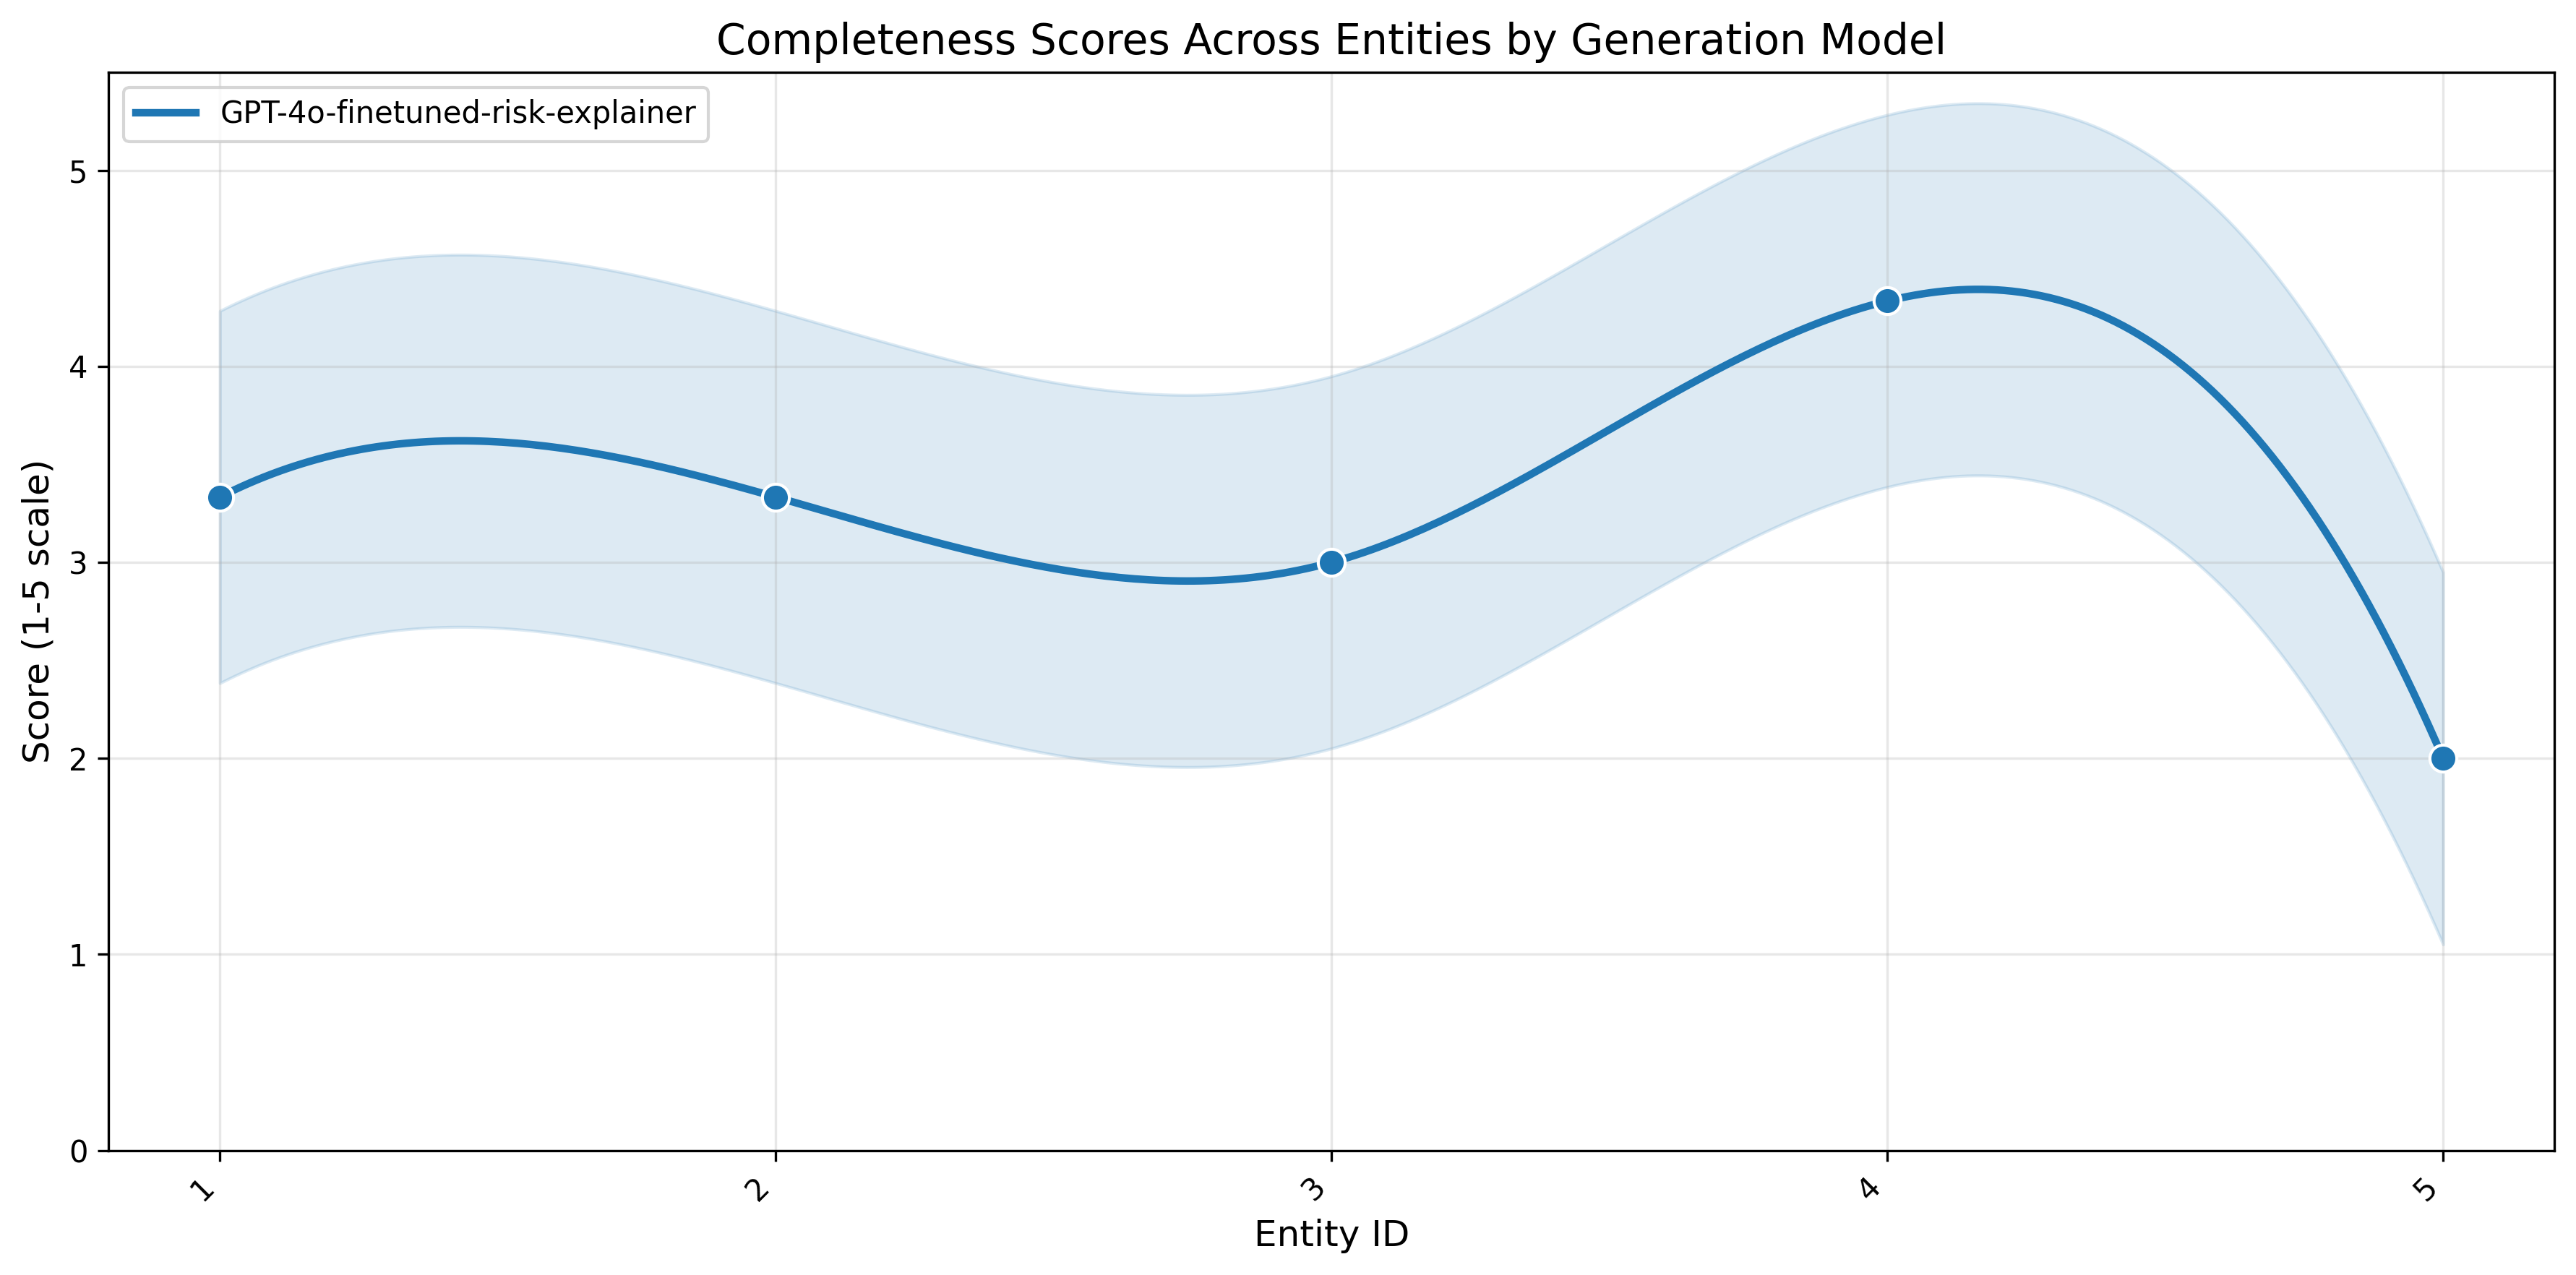 Completeness Scores Across Entities by Generation Model
GPT-4o-finetuned-risk-explainer
Score (1-5 scale)
5
4
3
2
1
0
1 2 3 4 5
Entity ID